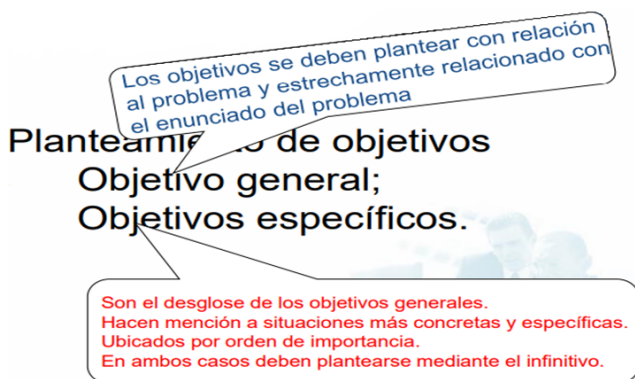 Los objetivos se deben plantear con relación
al problema y estrechamente relacionado con
el enunciado del problema
Planteamiento de objetivos
Objetivo general;
Objetivos específicos.
Son el desglose de los objetivos generales.
Hacen mención a situaciones más concretas y específicas.
Ubicados por orden de importancia.
En ambos casos deben plantearse mediante el infinitivo.